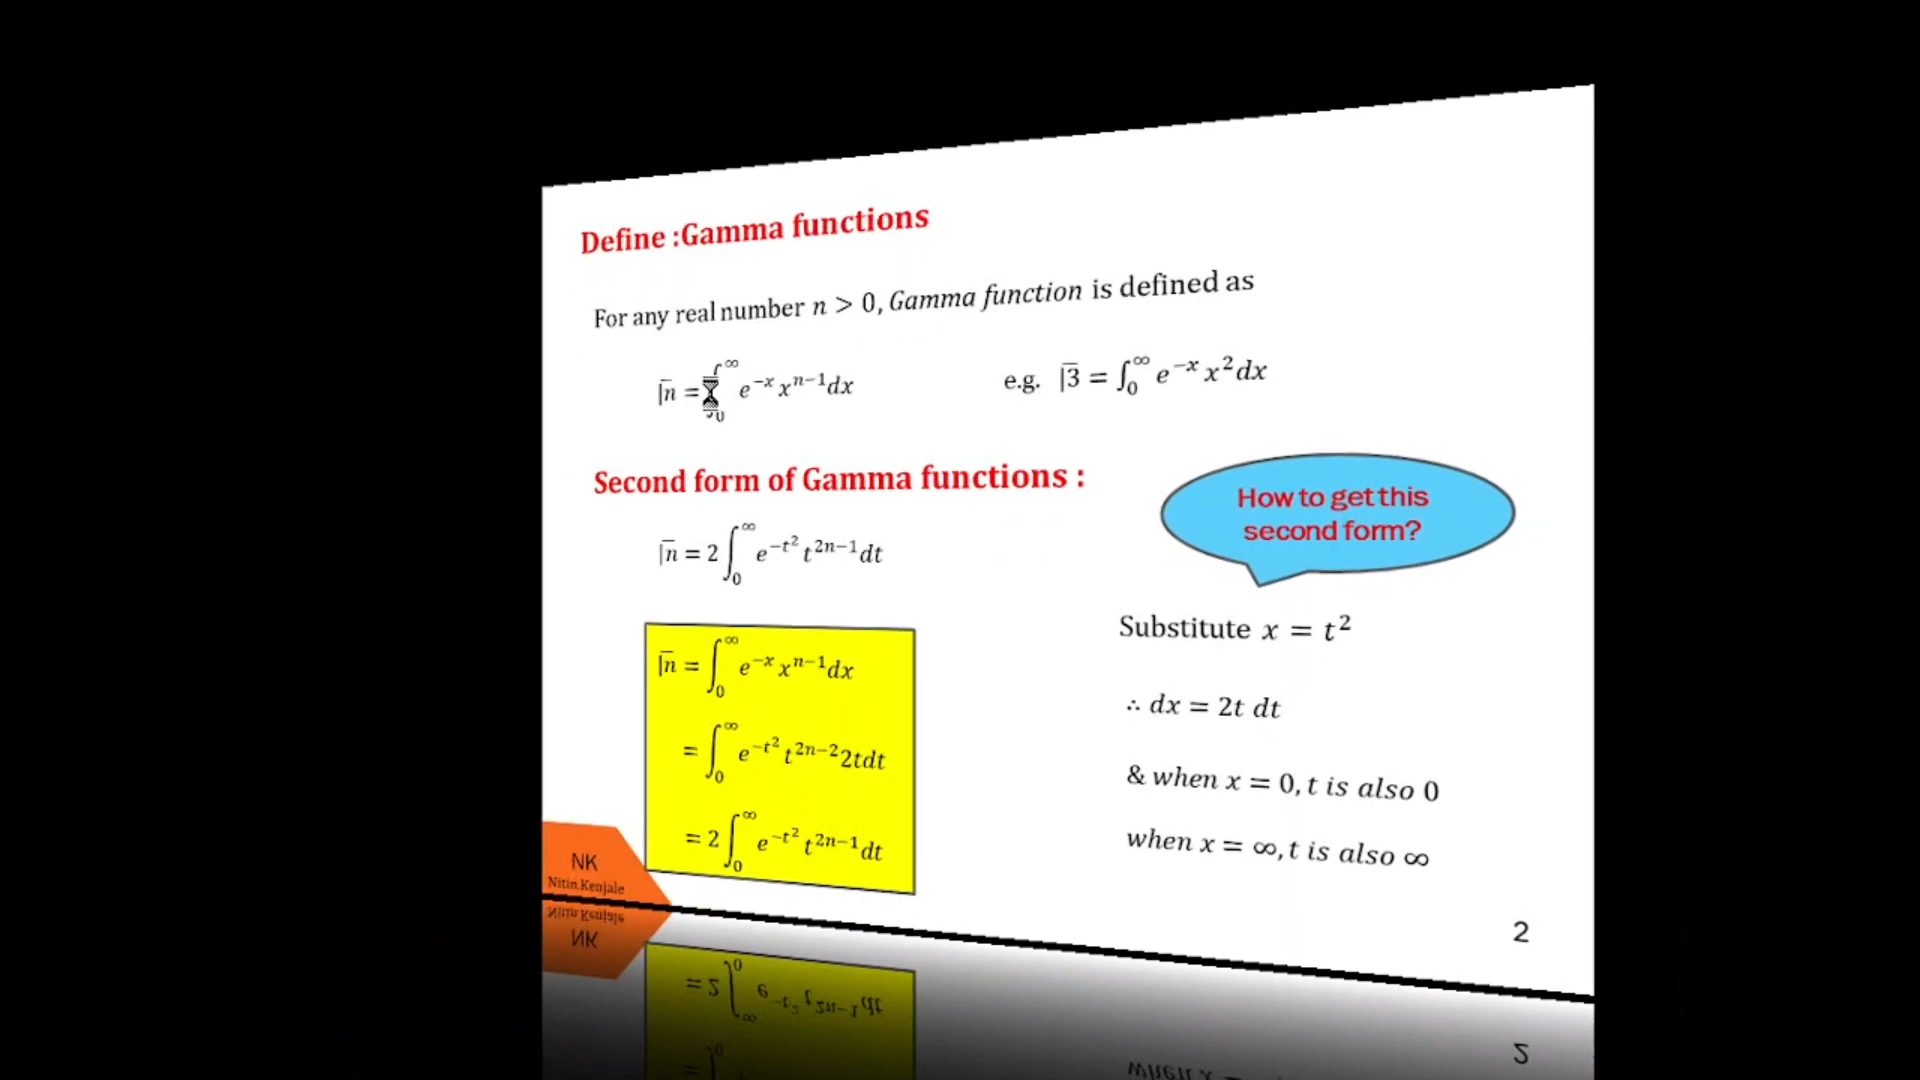 Define :Gamma functions
For any real number n > 0, Gamma function is defined as
|n̅ = ∫₀^∞ e^{−x} x^{n−1} dx
e.g. |3̅ = ∫₀^∞ e^{−x} x² dx
Second form of Gamma functions :
How to get this
second form?
|n̅ = 2 ∫₀^∞ e^{−t²} t^{2n−1} dt
Substitute x = t²
|n̅ = ∫₀^∞ e^{−x} x^{n−1} dx
∴ dx = 2t dt
= ∫₀^∞ e^{−t²} t^{2n−2} 2tdt
& when x = 0, t is also 0
= 2 ∫₀^∞ e^{−t²} t^{2n−1} dt
when x = ∞, t is also ∞
NK
Nitin Kenjale
2